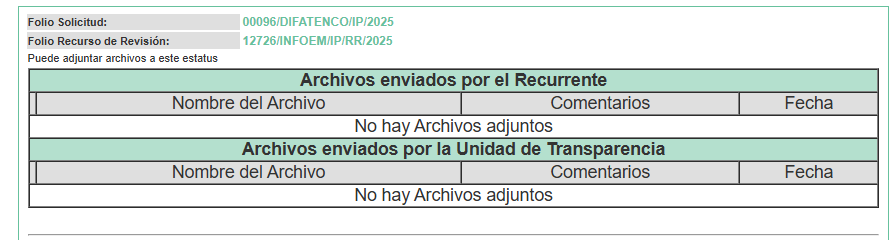 Folio Solicitud: 00096/DIFATENCO/IP/2025
Folio Recurso de Revisión: 12726/INFOEM/IP/RR/2025
Puede adjuntar archivos a este estatus
Archivos enviados por el Recurrente
Nombre del Archivo Comentarios Fecha
No hay Archivos adjuntos
Archivos enviados por la Unidad de Transparencia
Nombre del Archivo Comentarios Fecha
No hay Archivos adjuntos